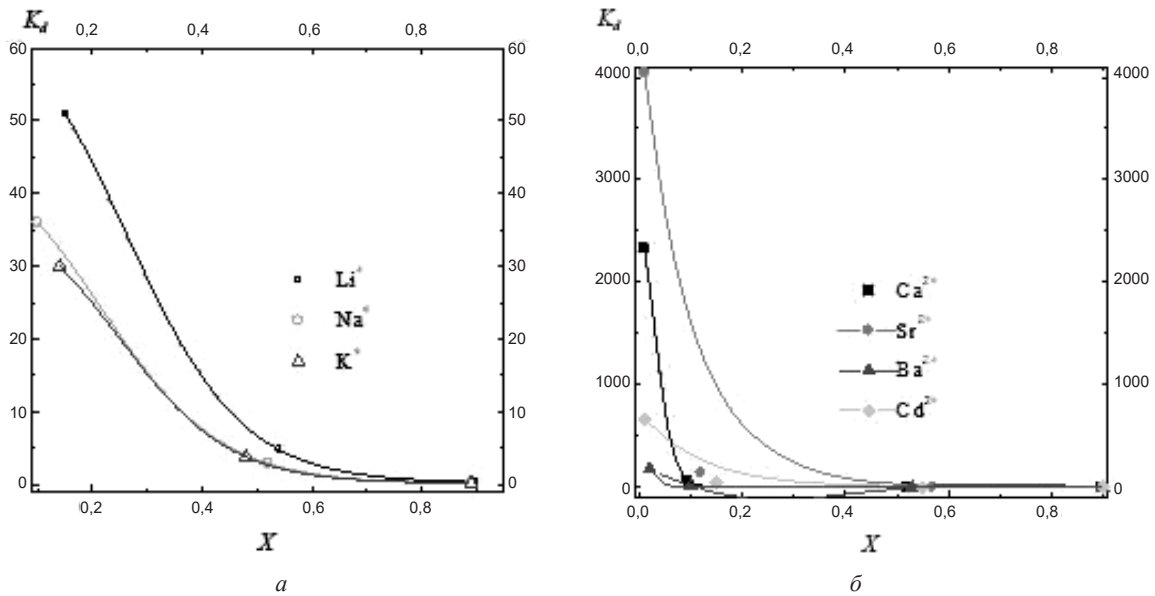 K_d
0,2 0,4 0,6 0,8
60 60
50 50
40 40
30 30
20 20
10 10
0 0
0,2 0,4 0,6 0,8
X
Li⁺
Na⁺
K⁺
а
K_d
0,0 0,2 0,4 0,6 0,8
4000 4000
3000 3000
2000 2000
1000 1000
0 0
0,0 0,2 0,4 0,6 0,8
X
Ca²⁺
Sr²⁺
Ba²⁺
Cd²⁺
б